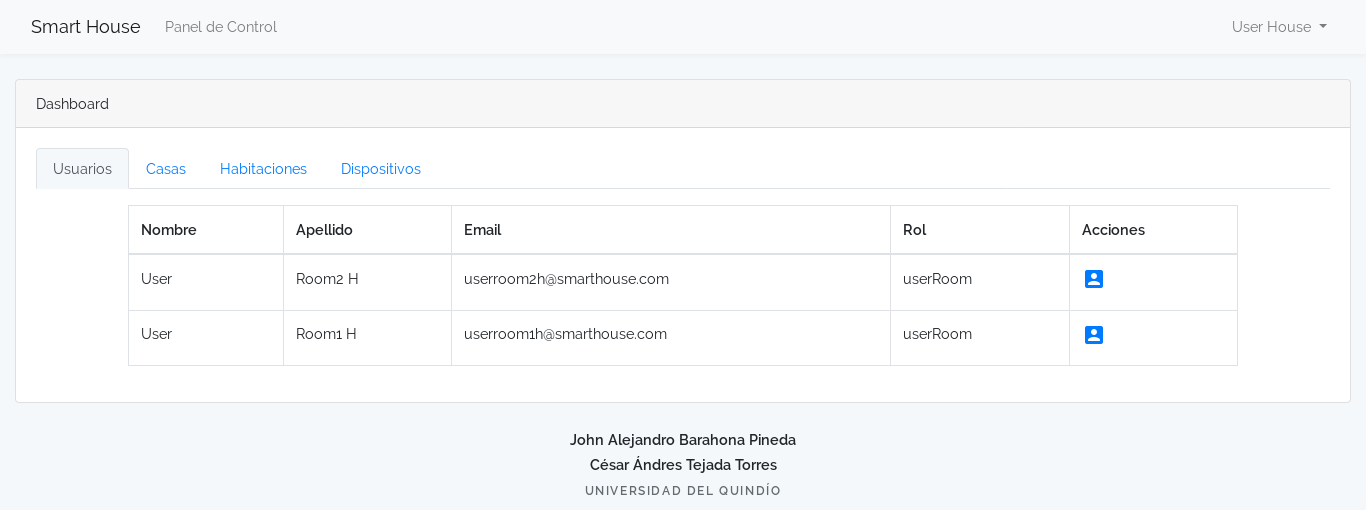 Smart House Panel de Control User House
Dashboard
Usuarios Casas Habitaciones Dispositivos
Nombre Apellido Email Rol Acciones
User Room2 H userroom2h@smarthouse.com userRoom
User Room1 H userroom1h@smarthouse.com userRoom
John Alejandro Barahona Pineda
César Ándres Tejada Torres
UNIVERSIDAD DEL QUINDÍO